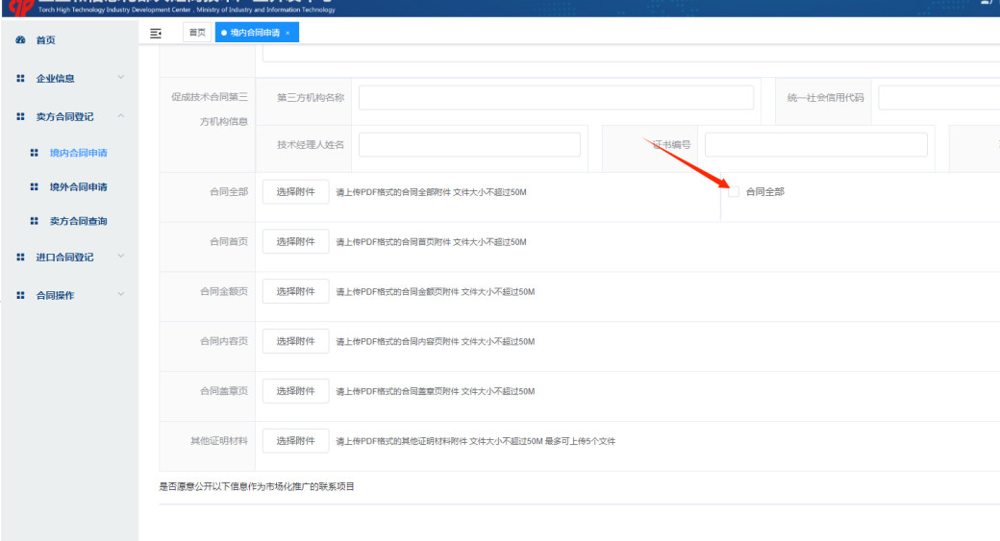 Torch High Technology Industry Development Center , Ministry of Industry and Information Technology
首页
首页
境内合同申请 ×
企业信息
卖方合同登记
境内合同申请
境外合同申请
卖方合同查询
进口合同登记
合同操作
促成技术合同第三方机构信息
第三方机构名称
统一社会信用代码
技术经理人姓名
证书编号
合同全部
选择附件
请上传PDF格式的合同全部附件 文件大小不超过50M
合同全部
合同首页
选择附件
请上传PDF格式的合同首页附件 文件大小不超过50M
合同金额页
选择附件
请上传PDF格式的合同金额页附件 文件大小不超过50M
合同内容页
选择附件
请上传PDF格式的合同内容页附件 文件大小不超过50M
合同盖章页
选择附件
请上传PDF格式的合同盖章页附件 文件大小不超过50M
其他证明材料
选择附件
请上传PDF格式的其他证明材料附件 文件大小不超过50M 最多可上传5个文件
是否愿意公开以下信息作为市场化推广的联系项目